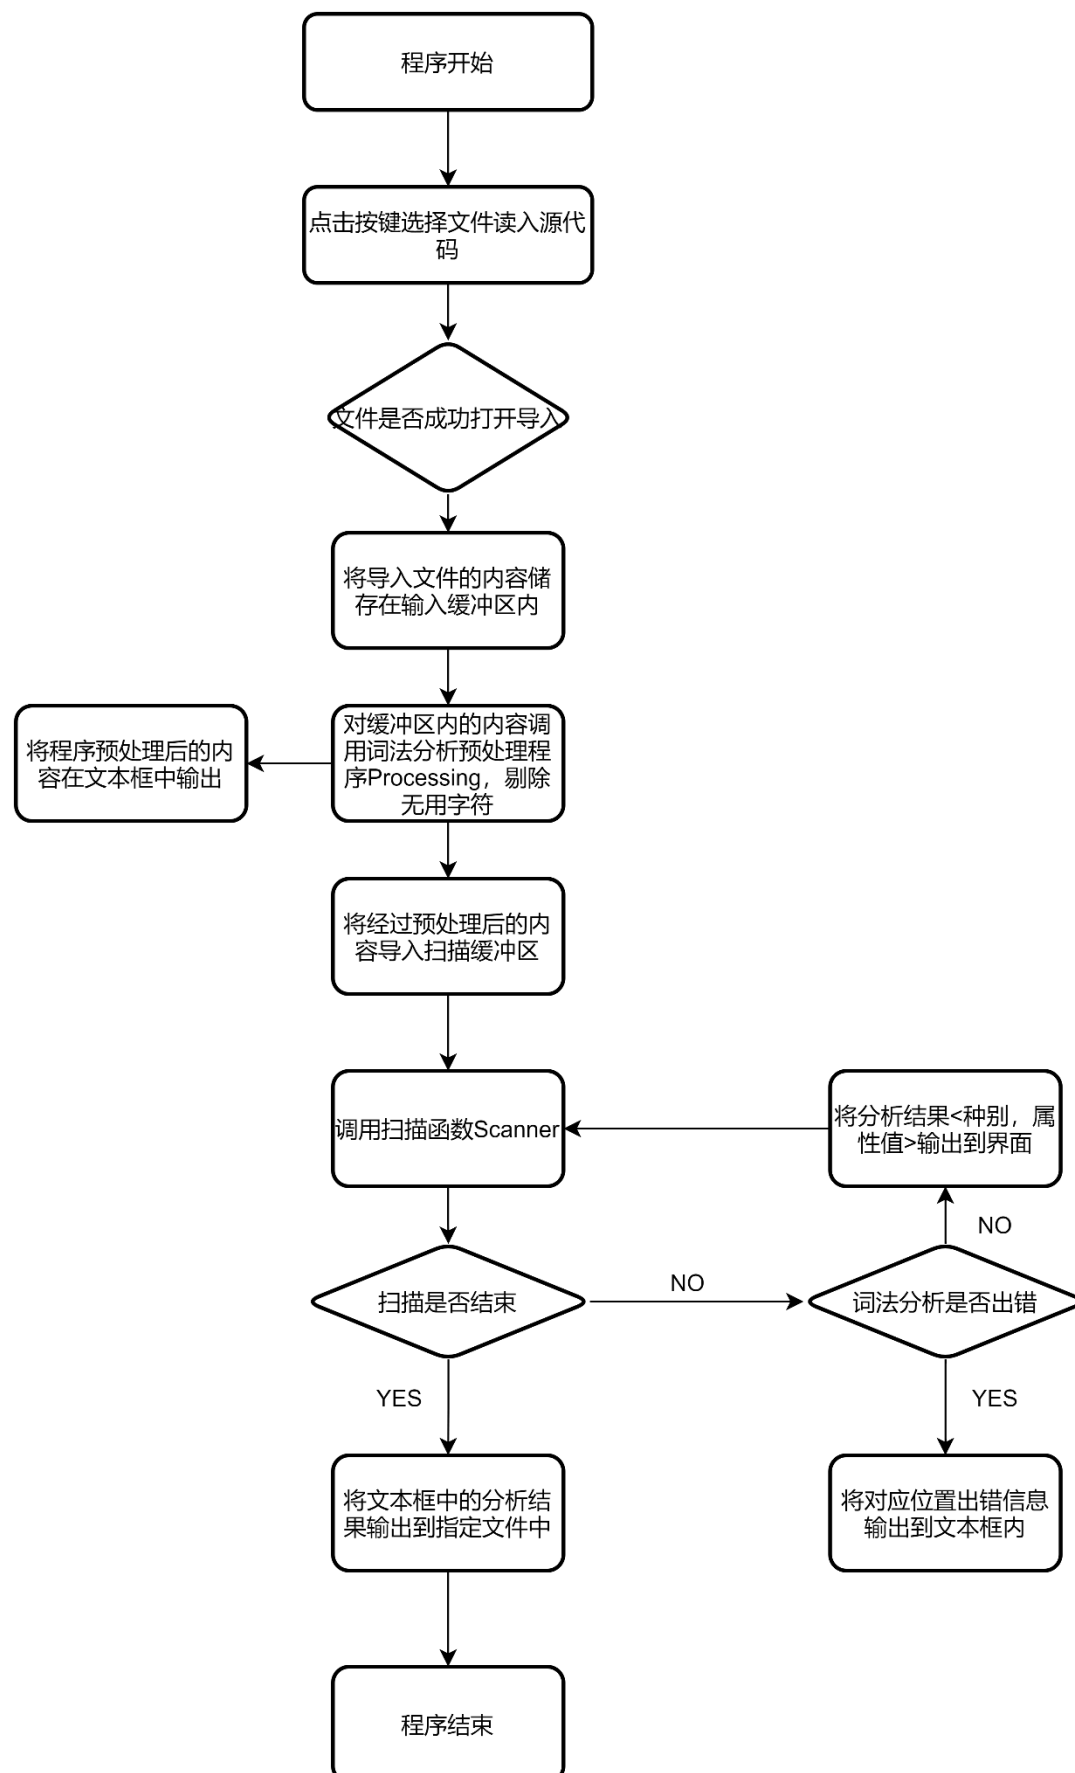 程序开始
点击按键选择文件读入源代
码
文件是否成功打开导入
将导入文件的内容储
存在输入缓冲区内
将程序预处理后的内
容在文本框中输出
对缓冲区内的内容调
用词法分析预处理程
序Processing，剔除
无用字符
将经过预处理后的内
容导入扫描缓冲区
调用扫描函数Scanner
将分析结果<种别，属
性值>输出到界面
NO
扫描是否结束
NO
词法分析是否出错
YES
YES
将文本框中的分析结
果输出到指定文件中
将对应位置出错信息
输出到文本框内
程序结束